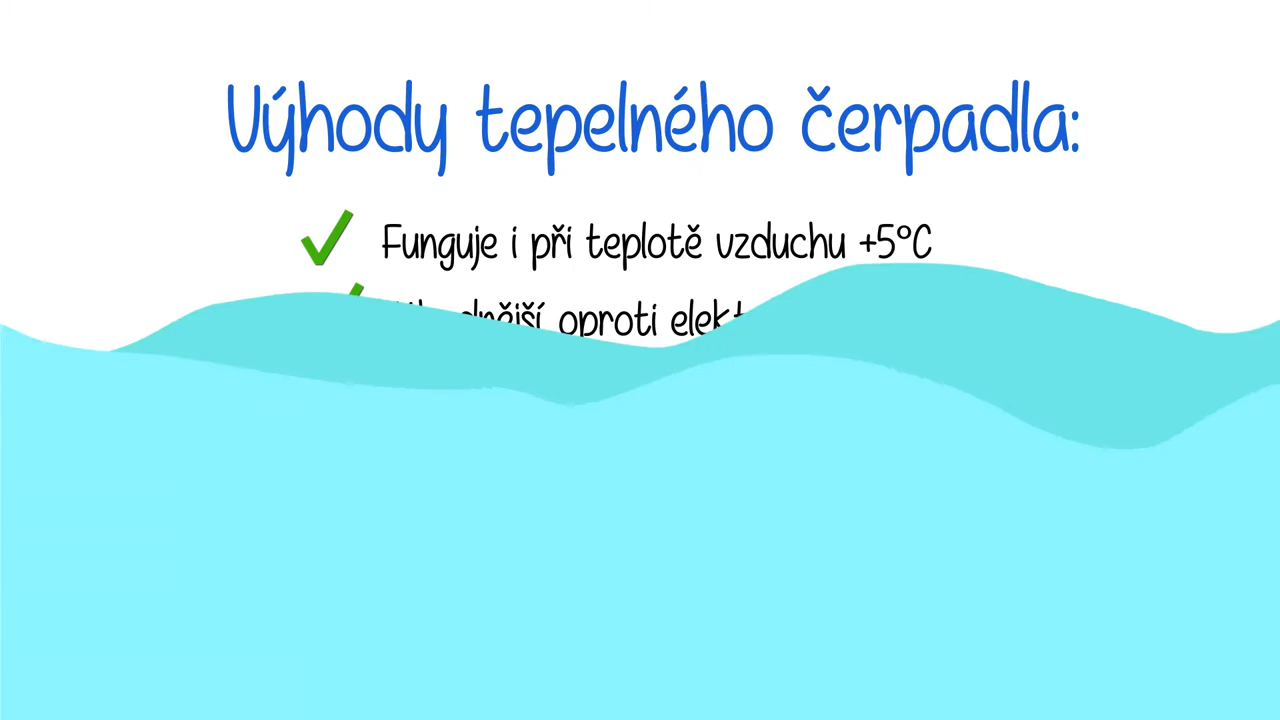 Výhody tepelného čerpadla:
Funguje i při teplotě vzduchu +5°C
oproti